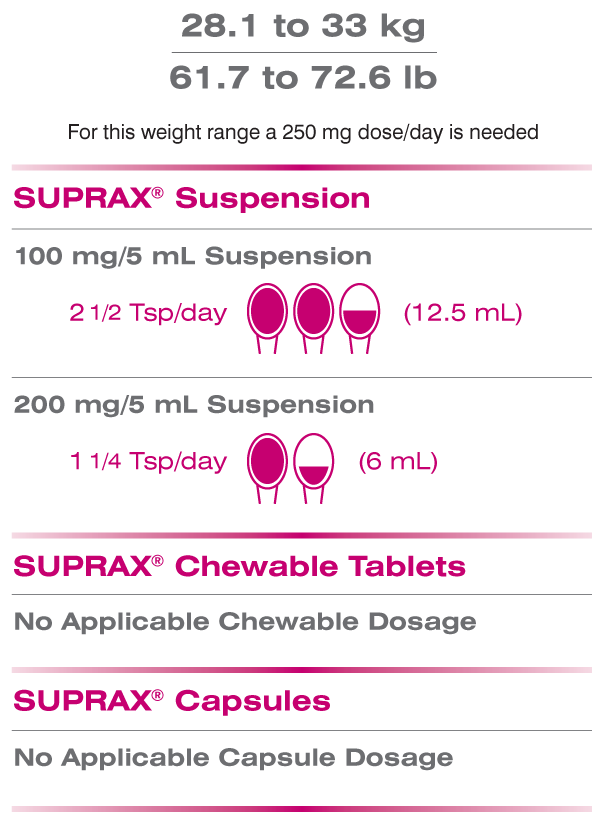 28.1 to 33 kg
61.7 to 72.6 lb
For this weight range a 250 mg dose/day is needed
SUPRAX® Suspension
100 mg/5 mL Suspension
2 1/2 Tsp/day (12.5 mL)
200 mg/5 mL Suspension
1 1/4 Tsp/day (6 mL)
SUPRAX® Chewable Tablets
No Applicable Chewable Dosage
SUPRAX® Capsules
No Applicable Capsule Dosage